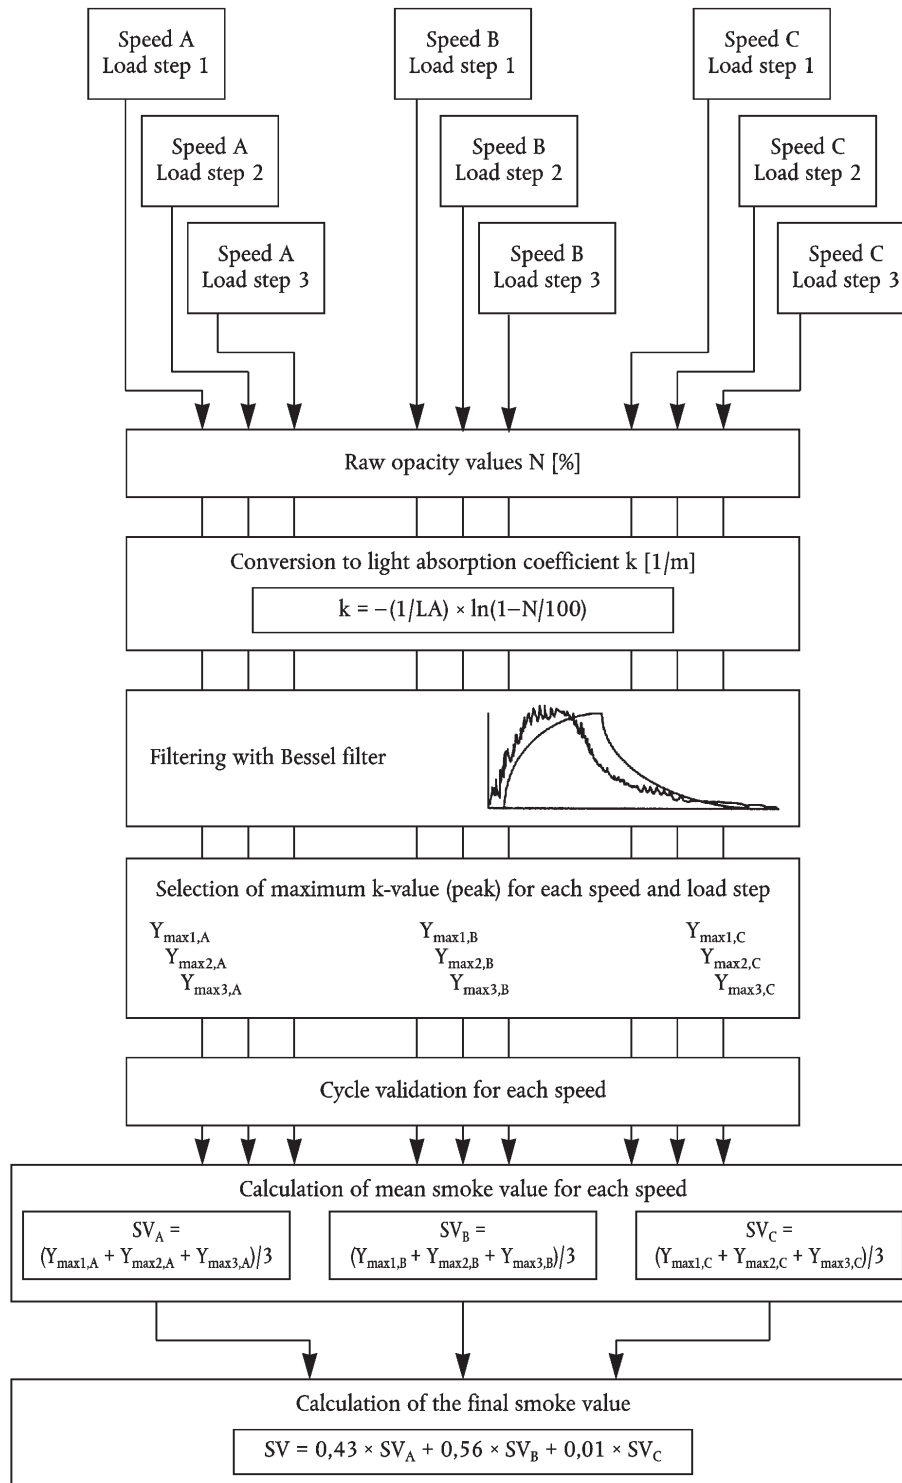 Speed A
Load step 1
Speed B
Load step 1
Speed C
Load step 1
Speed A
Load step 2
Speed B
Load step 2
Speed C
Load step 2
Speed A
Load step 3
Speed B
Load step 3
Speed C
Load step 3
Raw opacity values N [%]
Conversion to light absorption coefficient k [1/m]
k = −(1/LA) × ln(1−N/100)
Filtering with Bessel filter
Selection of maximum k-value (peak) for each speed and load step
Ymax1,A Ymax1,B Ymax1,C
Ymax2,A Ymax2,B Ymax2,C
Ymax3,A Ymax3,B Ymax3,C
Cycle validation for each speed
Calculation of mean smoke value for each speed
SVA =
(Ymax1,A + Ymax2,A + Ymax3,A)/3
SVB =
(Ymax1,B + Ymax2,B + Ymax3,B)/3
SVC =
(Ymax1,C + Ymax2,C + Ymax3,C)/3
Calculation of the final smoke value
SV = 0,43 × SVA + 0,56 × SVB + 0,01 × SVC